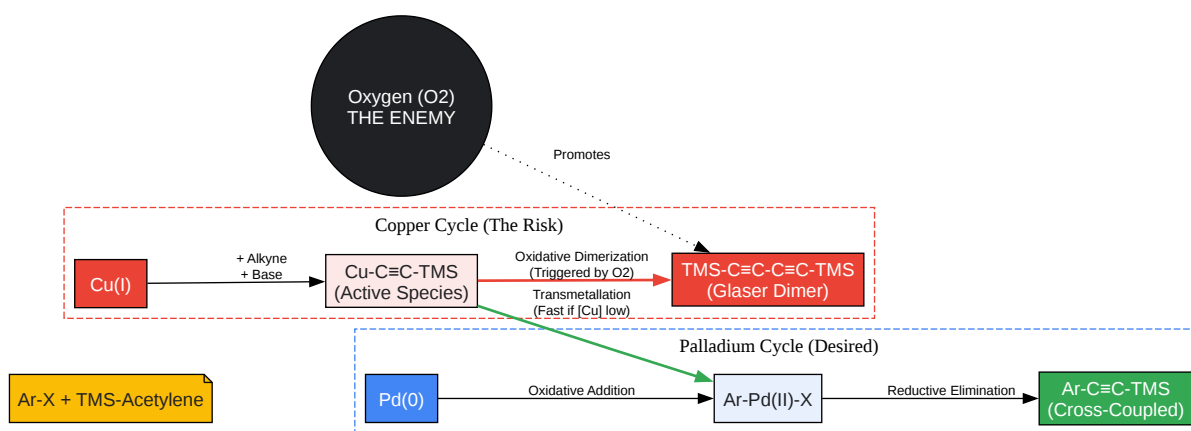 Oxygen (O2)
THE ENEMY
Promotes
Copper Cycle (The Risk)
Cu(I)
+ Alkyne
+ Base
Cu-C≡C-TMS
(Active Species)
Oxidative Dimerization
(Triggered by O2)
TMS-C≡C-C≡C-TMS
(Glaser Dimer)
Transmetallation
(Fast if [Cu] low)
Palladium Cycle (Desired)
Ar-X + TMS-Acetylene
Pd(0)
Oxidative Addition
Ar-Pd(II)-X
Reductive Elimination
Ar-C≡C-TMS
(Cross-Coupled)